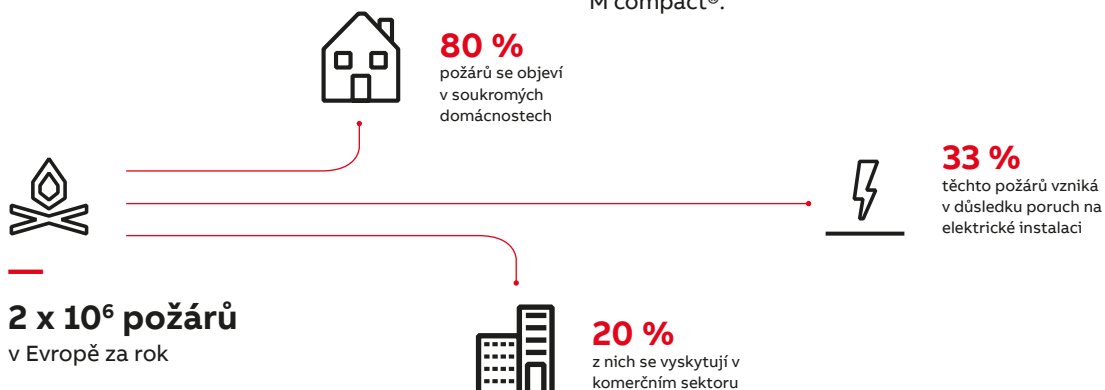 M compact®.
80 %
požárů se objeví
v soukromých
domácnostech
33 %
těchto požárů vzniká
v důsledku poruch na
elektrické instalaci
2 x 10⁶ požárů
v Evropě za rok
20 %
z nich se vyskytují v
komerčním sektoru